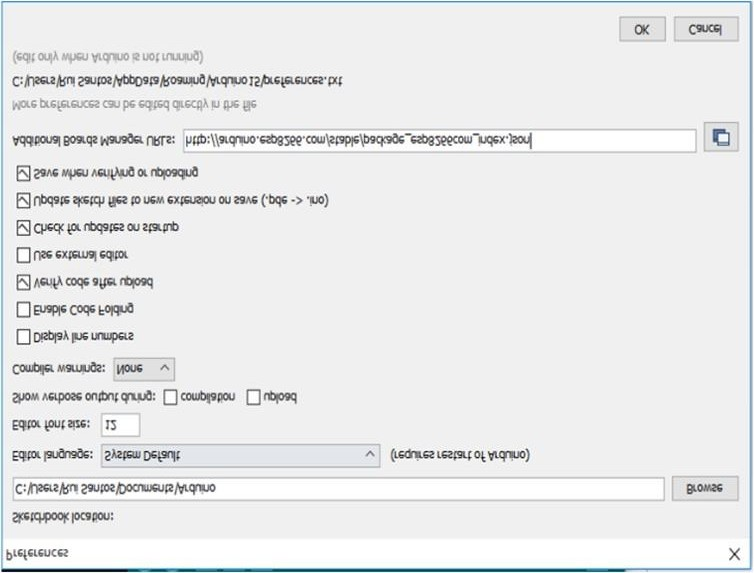 Preferences
Sketchbook location:
C:\Users\Rui Santos\Documents\Arduino Browse
Editor language: System Default (requires restart of Arduino)
Editor font size: 12
Show verbose output during: compilation upload
Compiler warnings: None
Display line numbers
Enable Code Folding
Verify code after upload
Use external editor
Check for updates on startup
Update sketch files to new extension on save (.pde -> .ino)
Save when verifying or uploading
Additional Boards Manager URLs: http://arduino.esp8266.com/stable/package_esp8266com_index.json
More preferences can be edited directly in the file
C:\Users\Rui Santos\AppData\Roaming\Arduino15\preferences.txt
(edit only when Arduino is not running)
OK Cancel